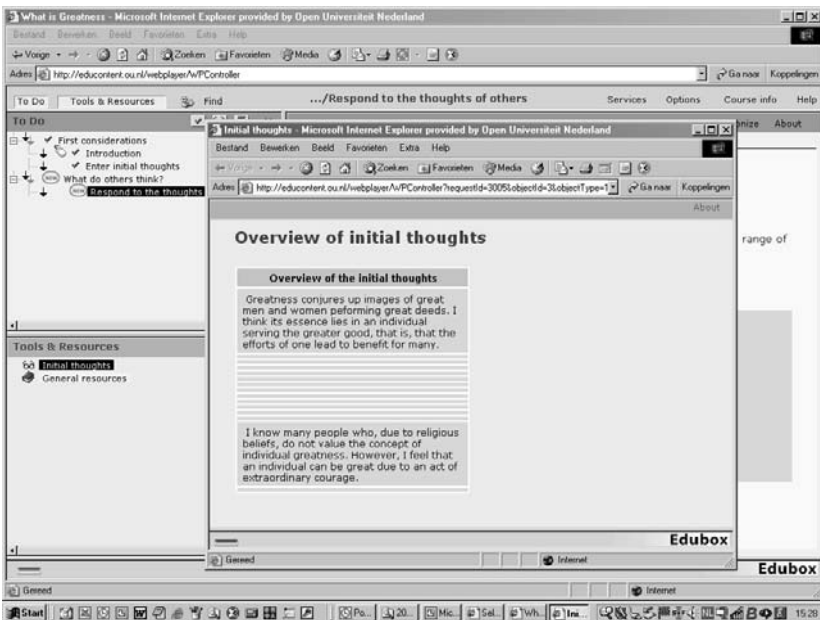 What is Greatness - Microsoft Internet Explorer provided by Open Universiteit Nederland
Bestand Bewerken Beeld Favorieten Extra Help
Vorige Zoeken Favorieten Media
Adres http://educontent.ou.nl/webplayer/WPController Ga naar Koppelingen
To Do Tools & Resources Find .../Respond to the thoughts of others Services Options Course info Help
To Do
About
First considerations
Introduction
Enter initial thoughts
What do others think?
Respond to the thoughts
range of
Tools & Resources
Initial thoughts
General resources
Initial thoughts - Microsoft Internet Explorer provided by Open Universiteit Nederland
Bestand Bewerken Beeld Favorieten Extra Help
Vorige Zoeken Favorieten Media
Adres http://educontent.ou.nl/webplayer/WPController?requestId=3005&objectId=3&objectType=1 Ga naar Koppelingen
About
Overview of initial thoughts
Overview of the initial thoughts
Greatness conjures up images of great
men and women peforming great deeds. I
think its essence lies in an individual
serving the greater good, that is, that the
efforts of one lead to benefit for many.
I know many people who, due to religious
beliefs, do not value the concept of
individual greatness. However, I feel that
an individual can be great due to an act of
extraordinary courage.
Edubox
Gereed Internet
Edubox
Gereed Internet
Start Po... 20... Mic... Sel... Wh... Ini... 15:28